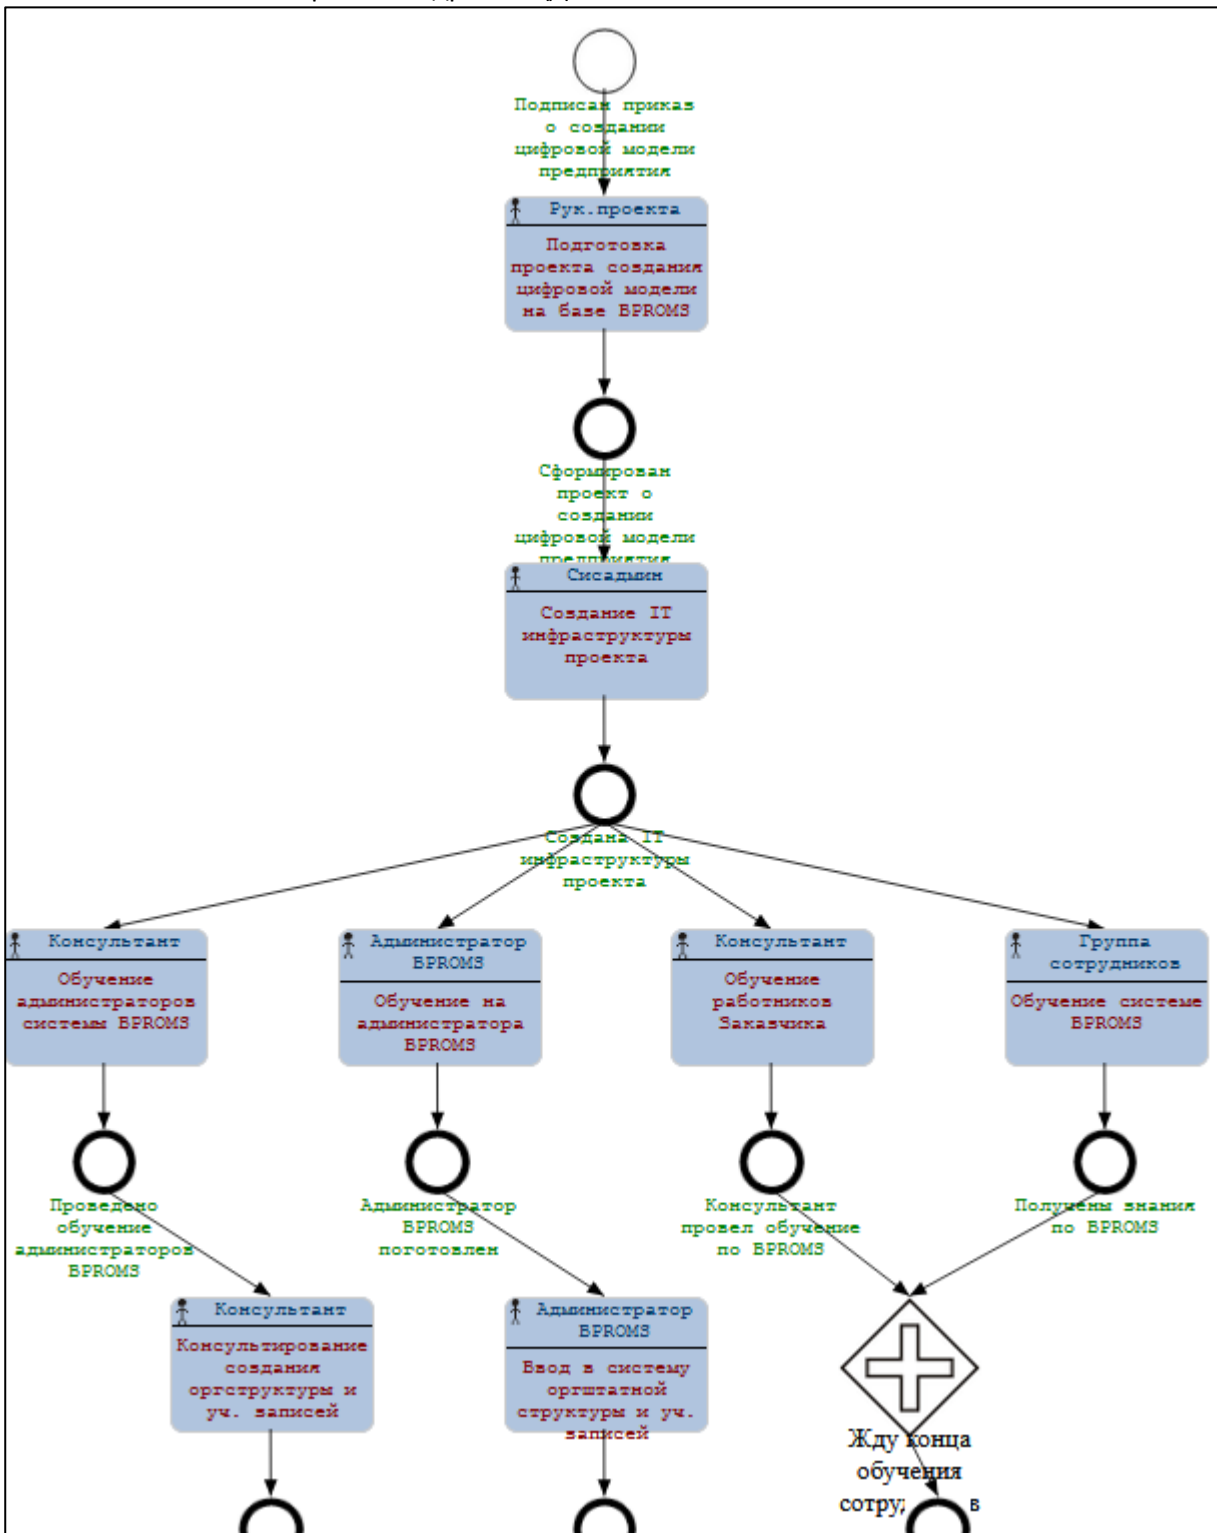 Подписан приказ
о создании
цифровой модели
предприятия
Рук.проекта
Подготовка
проекта создания
цифровой модели
на базе BPROMS
Сформирован
проект о
создании
цифровой модели
предприятия
Сисадмин
Создание IT
инфраструктуры
проекта
Создана IT
инфраструктуры
проекта
Консультант
Обучение
администраторов
системы BPROMS
Администратор
BPROMS
Обучение на
администратора
BPROMS
Консультант
Обучение
работников
Заказчика
Группа
сотрудников
Обучение системе
BPROMS
Проведено
обучение
администраторов
BPROMS
Администратор
BPROMS
поготовлен
Консультант
провел обучение
по BPROMS
Получены знания
по BPROMS
Консультант
Консультирование
создания
оргструктуры и
уч. записей
Администратор
BPROMS
Ввод в систему
оргштатной
структуры и уч.
записей
Жду конца
обучения